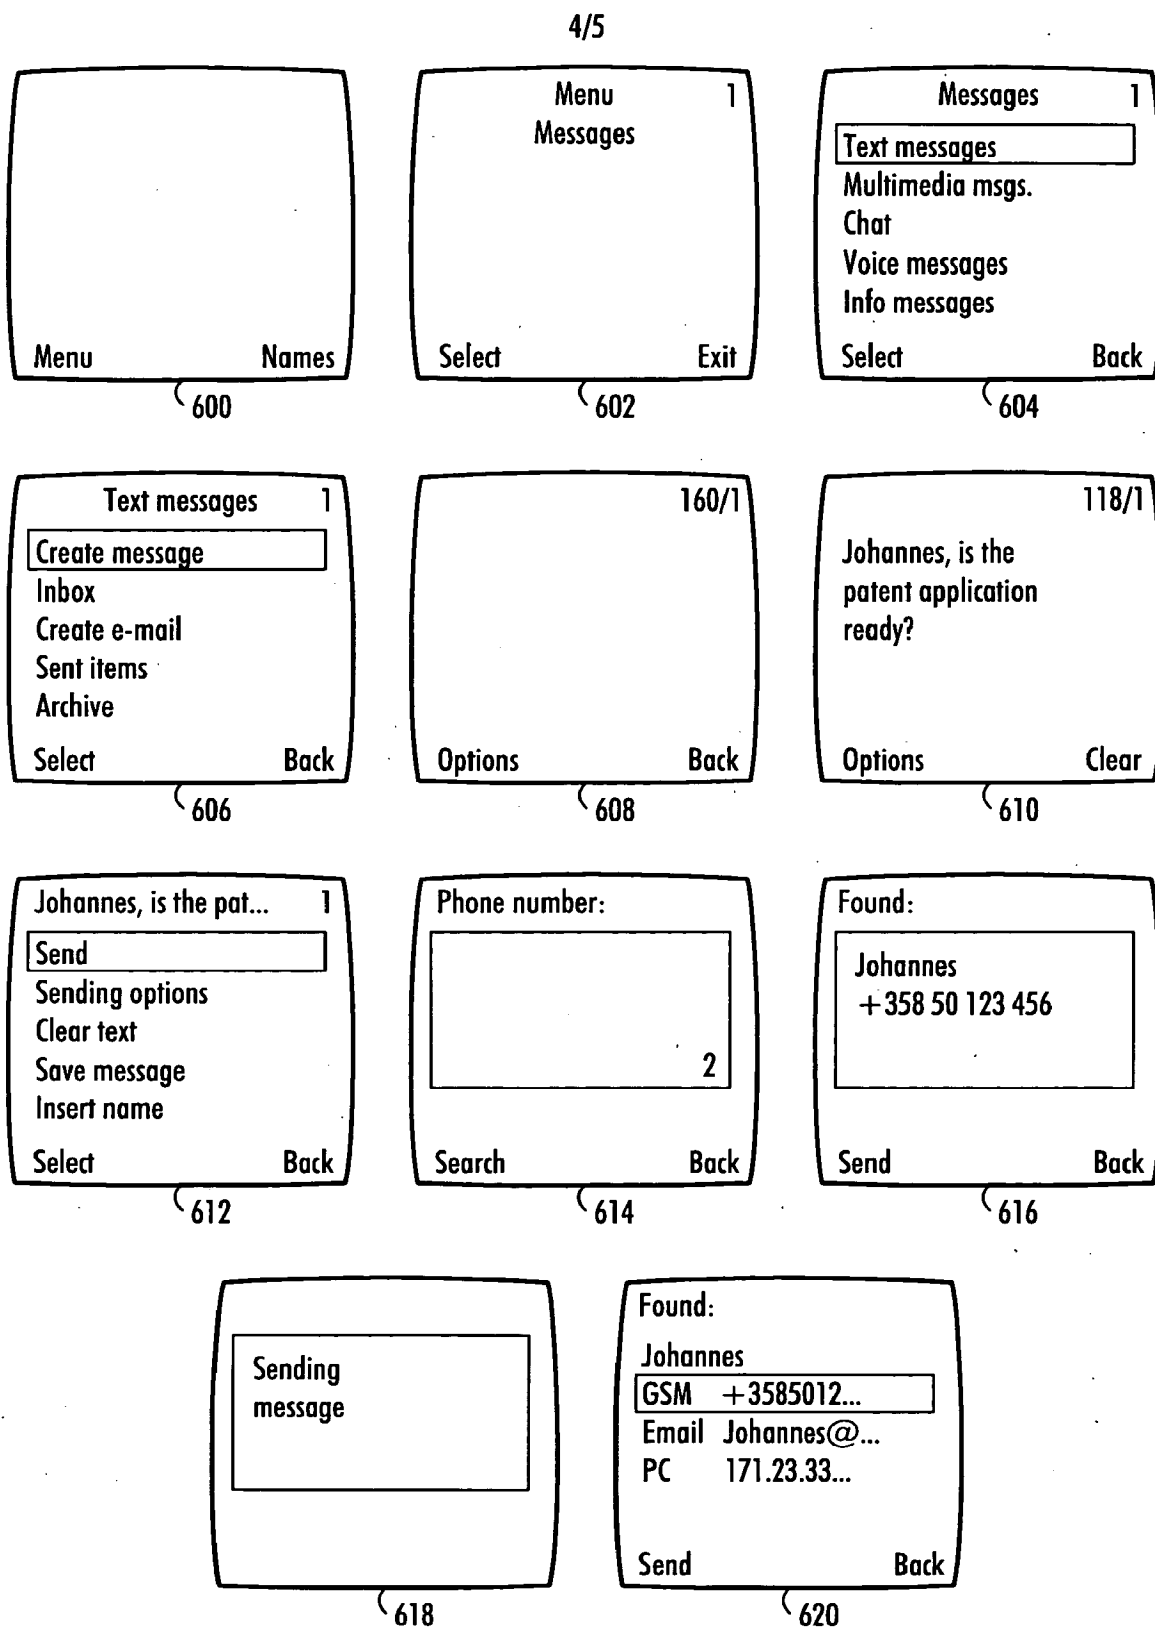 4/5
Menu Names
600
Menu 1
Messages
Select Exit
602
Messages 1
Text messages
Multimedia msgs.
Chat
Voice messages
Info messages
Select Back
604
Text messages 1
Create message
Inbox
Create e-mail
Sent items
Archive
Select Back
606
160/1
Options Back
608
118/1
Johannes, is the
patent application
ready?
Options Clear
610
Johannes, is the pat... 1
Send
Sending options
Clear text
Save message
Insert name
Select Back
612
Phone number:
2
Search Back
614
Found:
Johannes
+358 50 123 456
Send Back
616
Sending
message
618
Found:
Johannes
GSM +3585012...
Email Johannes@...
PC 171.23.33...
Send Back
620